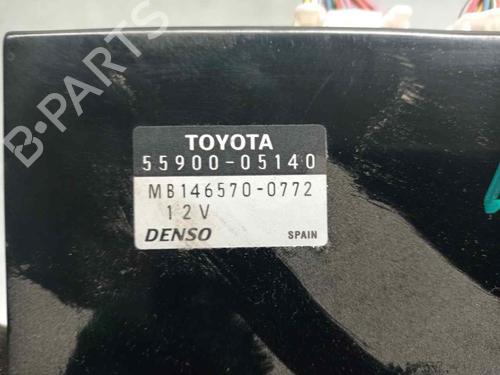 TOYOTA
55900-05140
MB146570-0772
12V
DENSO SPAIN
B-PARTS